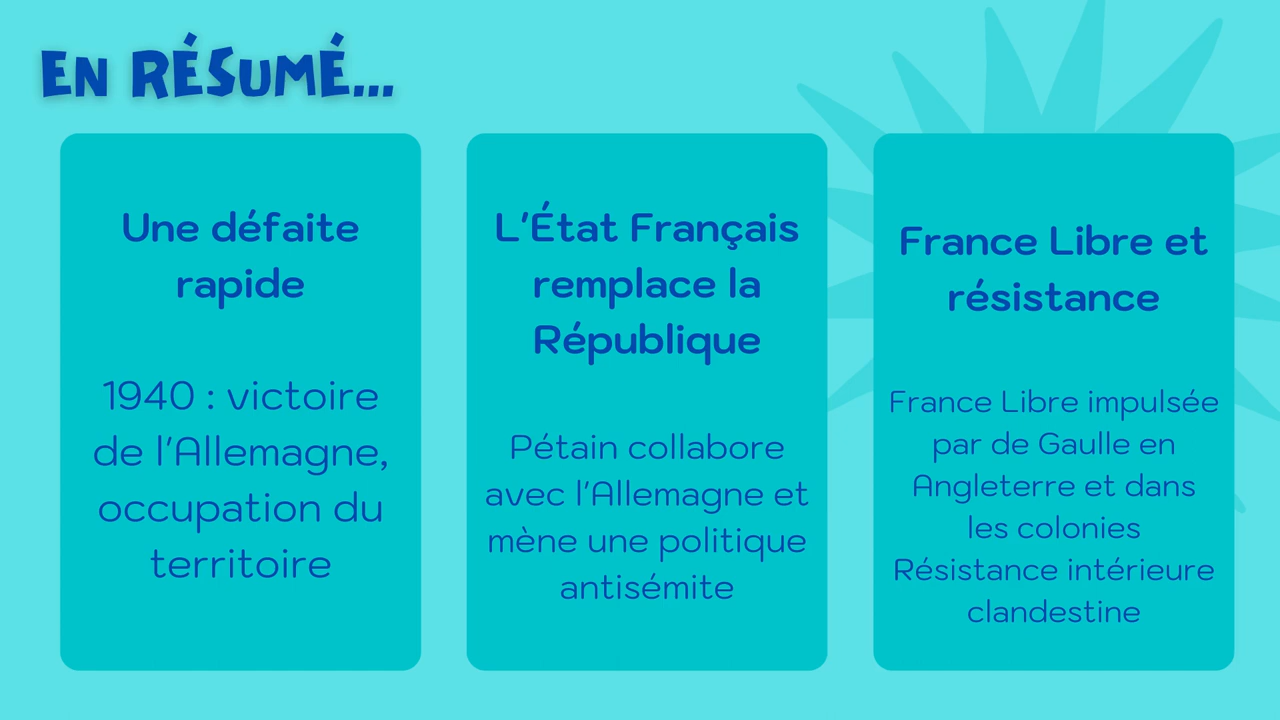 EN RÉSUMÉ...
Une défaite
rapide
1940 : victoire
de l'Allemagne,
occupation du
territoire
L'État Français
remplace la
République
Pétain collabore
avec l'Allemagne et
mène une politique
antisémite
France Libre et
résistance
France Libre impulsée
par de Gaulle en
Angleterre et dans
les colonies
Résistance intérieure
clandestine